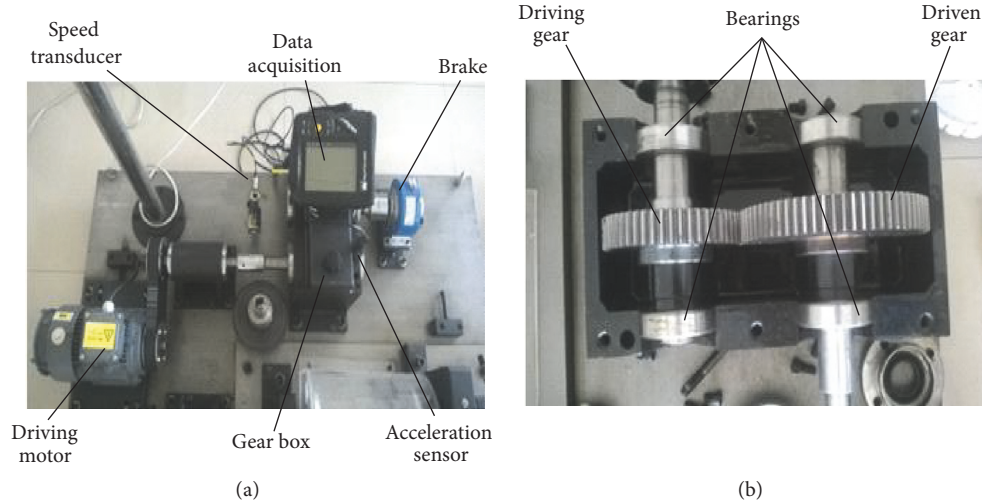 Speed
transducer
Data
acquisition
Brake
Driving
motor
Gear box
Acceleration
sensor
(a)
Driving
gear
Bearings
Driven
gear
(b)